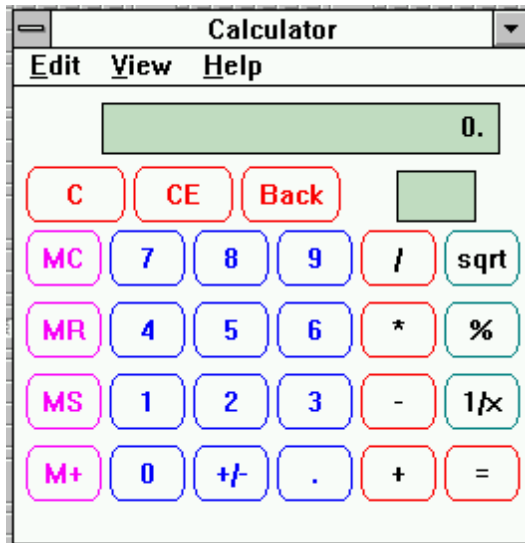 Calculator
Edit View Help
0.
C CE Back
MC 7 8 9 / sqrt
MR 4 5 6 * %
MS 1 2 3 - 1/x
M+ 0 +/- . + =